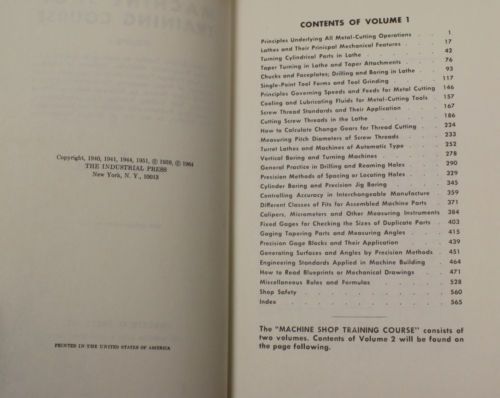 Copyright, 1940, 1941, 1944, 1951, © 1959, © 1964
THE INDUSTRIAL PRESS
New York, N. Y., 10013
PRINTED IN THE UNITED STATES OF AMERICA
CONTENTS OF VOLUME 1
Principles Underlying All Metal-Cutting Operations . 1
Lathes and Their Prinicpal Mechanical Features . . 17
Turning Cylindrical Parts in Lathe . . . . 42
Taper Turning in Lathe and Taper Attachments . . 76
Chucks and Faceplates; Drilling and Boring in Lathe . 93
Single-Point Tool Forms and Tool Grinding . . . 117
Principles Governing Speeds and Feeds for Metal Cutting 146
Cooling and Lubricating Fluids for Metal-Cutting Tools . 157
Screw Thread Standards and Their Application . . 167
Cutting Screw Threads in the Lathe . . . . 186
How to Calculate Change Gears for Thread Cutting . . 224
Measuring Pitch Diameters of Screw Threads . . . 233
Turret Lathes and Machines of Automatic Type . . 252
Vertical Boring and Turning Machines . . . . 278
General Practice in Drilling and Reaming Holes . . 290
Precision Methods of Spacing or Locating Holes . . 329
Cylinder Boring and Precision Jig Boring . . . 345
Controlling Accuracy in Interchangeable Manufacture . 359
Different Classes of Fits for Assembled Machine Parts . 371
Calipers, Micrometers and Other Measuring Instruments 384
Fixed Gages for Checking the Sizes of Duplicate Parts . 403
Gaging Tapering Parts and Measuring Angles . . . 415
Precision Gage Blocks and Their Application . . . 439
Generating Surfaces and Angles by Precision Methods . 451
Engineering Standards Applied in Machine Building . . 464
How to Read Blueprints or Mechanical Drawings . . 471
Miscellaneous Rules and Formulas . . . . . 528
Shop Safety . . . . . . . . 560
Index . . . . . . . . . 565
The "MACHINE SHOP TRAINING COURSE" consists of
two volumes. Contents of Volume 2 will be found on
the page following.